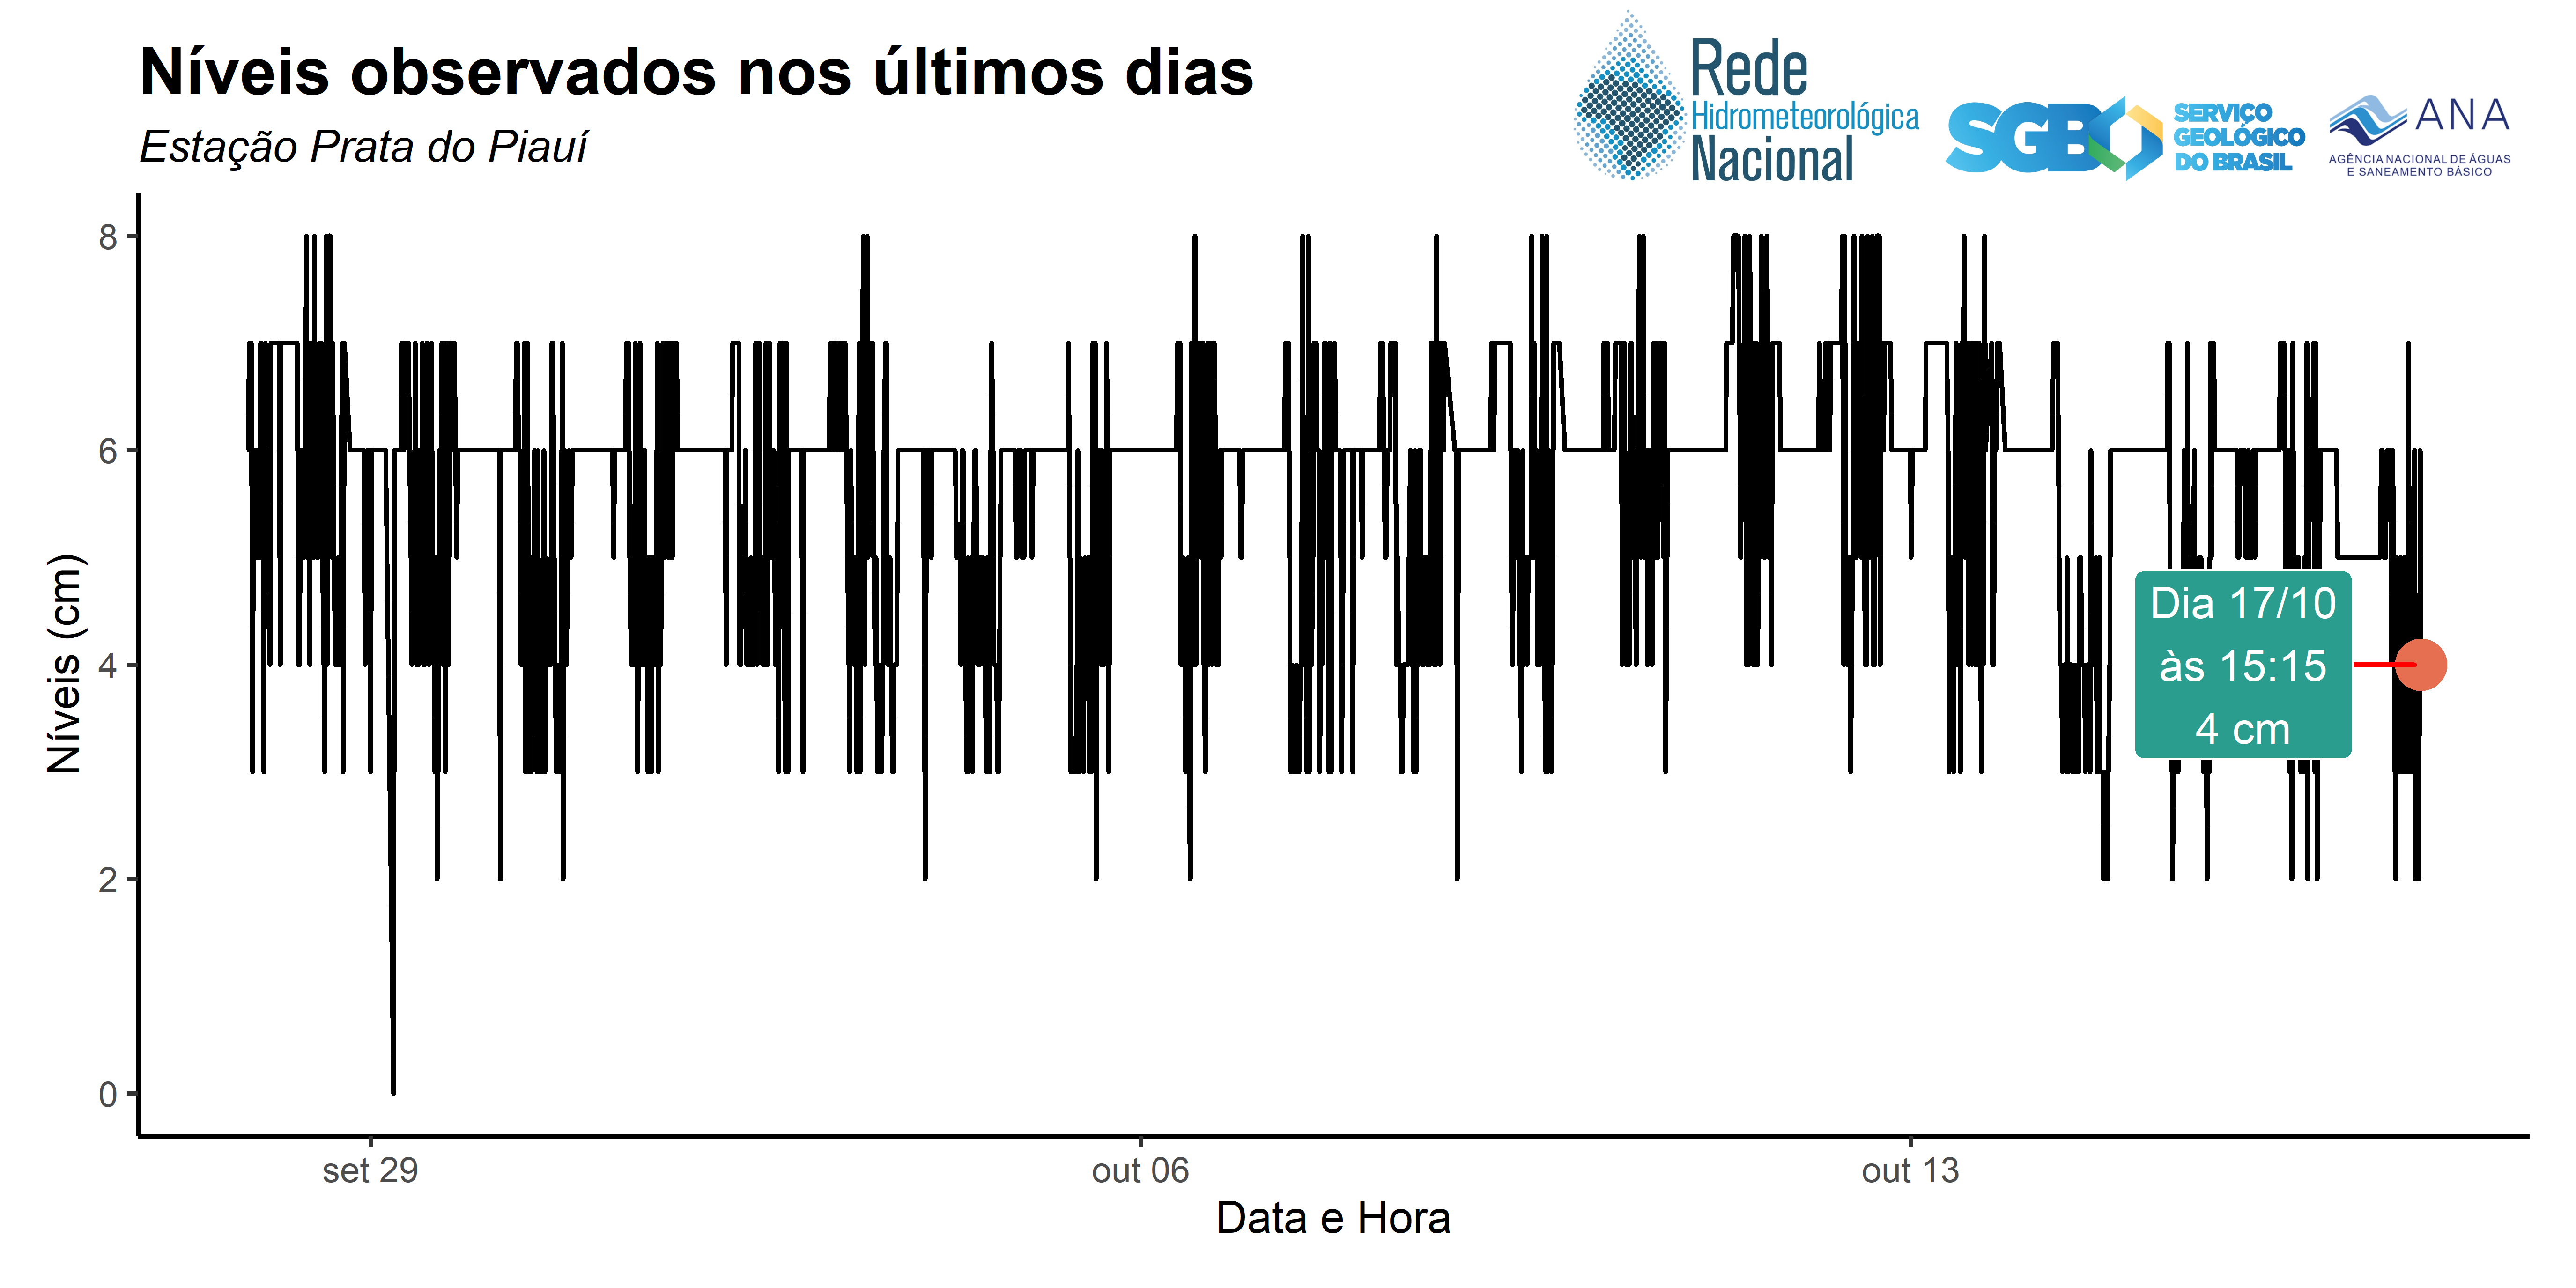 Níveis observados nos últimos dias
Estação Prata do Piauí
Rede
Hidrometeorológica
Nacional
SGB
SERVIÇO
GEOLÓGICO
DO BRASIL
ANA
AGÊNCIA NACIONAL DE ÁGUAS
E SANEAMENTO BÁSICO
Níveis (cm)
8
6
4
2
0
Dia 17/10
às 15:15
4 cm
set 29
out 06
out 13
Data e Hora